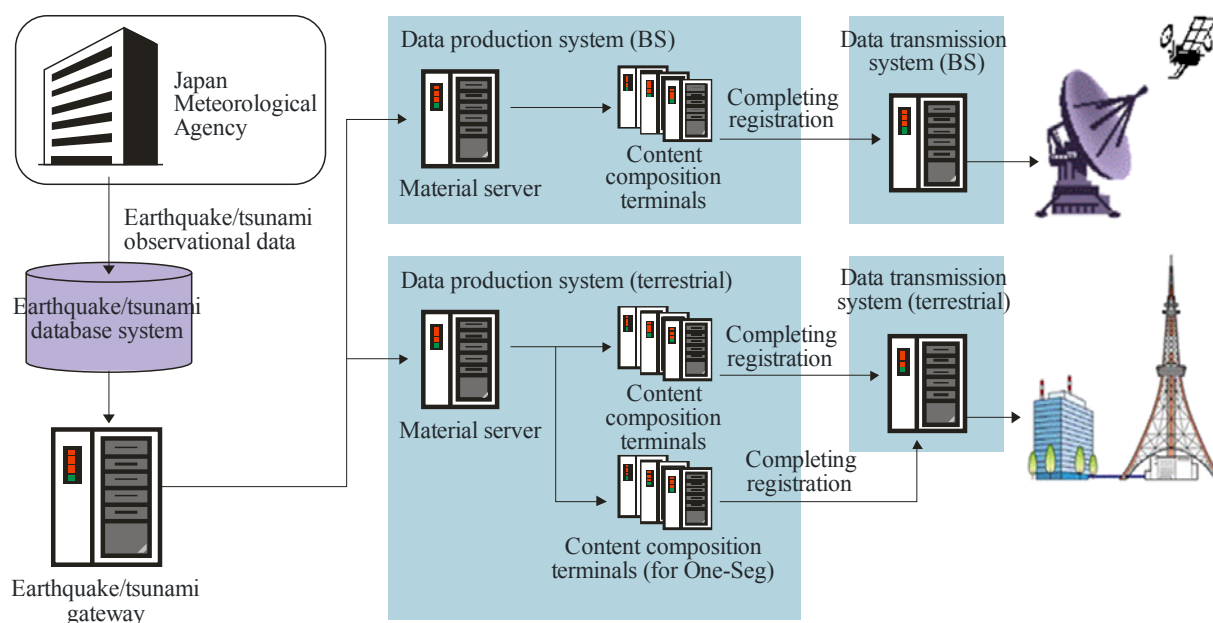 Japan
Meteorological
Agency
Earthquake/tsunami
observational data
Earthquake/tsunami
database system
Earthquake/tsunami
gateway
Data production system (BS)
Material server
Content
composition
terminals
Completing
registration
Data transmission
system (BS)
Data production system (terrestrial)
Material server
Content
composition
terminals
Completing
registration
Content composition
terminals (for One-Seg)
Completing
registration
Data transmission
system (terrestrial)